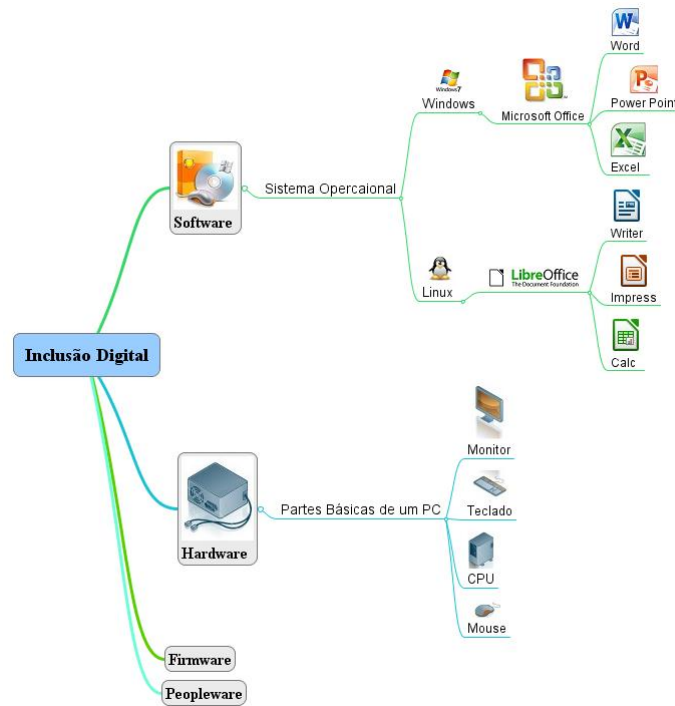 Word
Windows7
Windows
Microsoft Office
Power Point
Excel
Software
Sistema Opercaional
Writer
Linux
LibreOffice
The Document Foundation
Impress
Calc
Inclusão Digital
Monitor
Partes Básicas de um PC
Teclado
Hardware
CPU
Mouse
Firmware
Peopleware